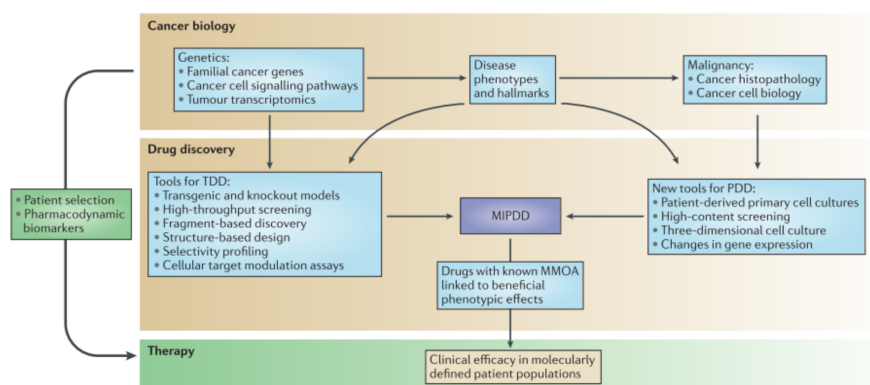 Cancer biology
Genetics:
• Familial cancer genes
• Cancer cell signalling pathways
• Tumour transcriptomics
Disease
phenotypes
and hallmarks
Malignancy:
• Cancer histopathology
• Cancer cell biology
• Patient selection
• Pharmacodynamic
biomarkers
Drug discovery
Tools for TDD:
• Transgenic and knockout models
• High-throughput screening
• Fragment-based discovery
• Structure-based design
• Selectivity profiling
• Cellular target modulation assays
MIPDD
New tools for PDD:
• Patient-derived primary cell cultures
• High-content screening
• Three-dimensional cell culture
• Changes in gene expression
Drugs with known MMOA
linked to beneficial
phenotypic effects
Therapy
Clinical efficacy in molecularly
defined patient populations